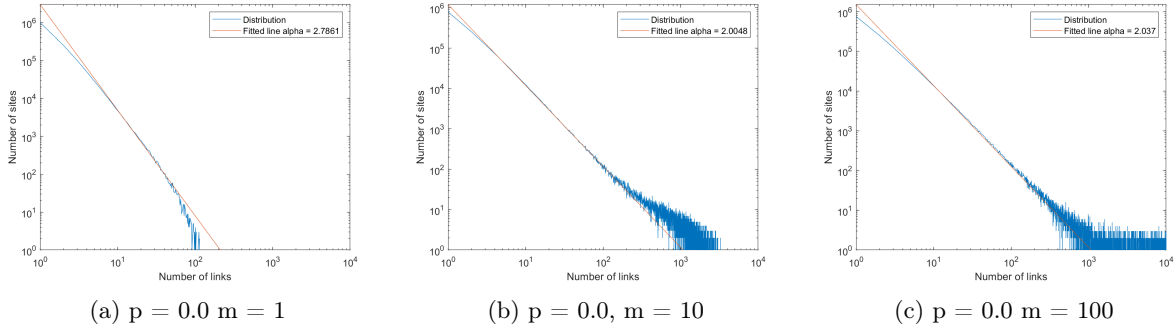 10^6
10^5
10^4
10^3
10^2
10^1
10^0
Number of sites
Distribution
Fitted line alpha = 2.7861
10^0 10^1 10^2 10^3 10^4
Number of links
(a) p = 0.0 m = 1
10^6
10^5
10^4
10^3
10^2
10^1
10^0
Number of sites
Distribution
Fitted line alpha = 2.0048
10^0 10^1 10^2 10^3 10^4
Number of links
(b) p = 0.0, m = 10
10^6
10^5
10^4
10^3
10^2
10^1
10^0
Number of sites
Distribution
Fitted line alpha = 2.037
10^0 10^1 10^2 10^3 10^4
Number of links
(c) p = 0.0 m = 100